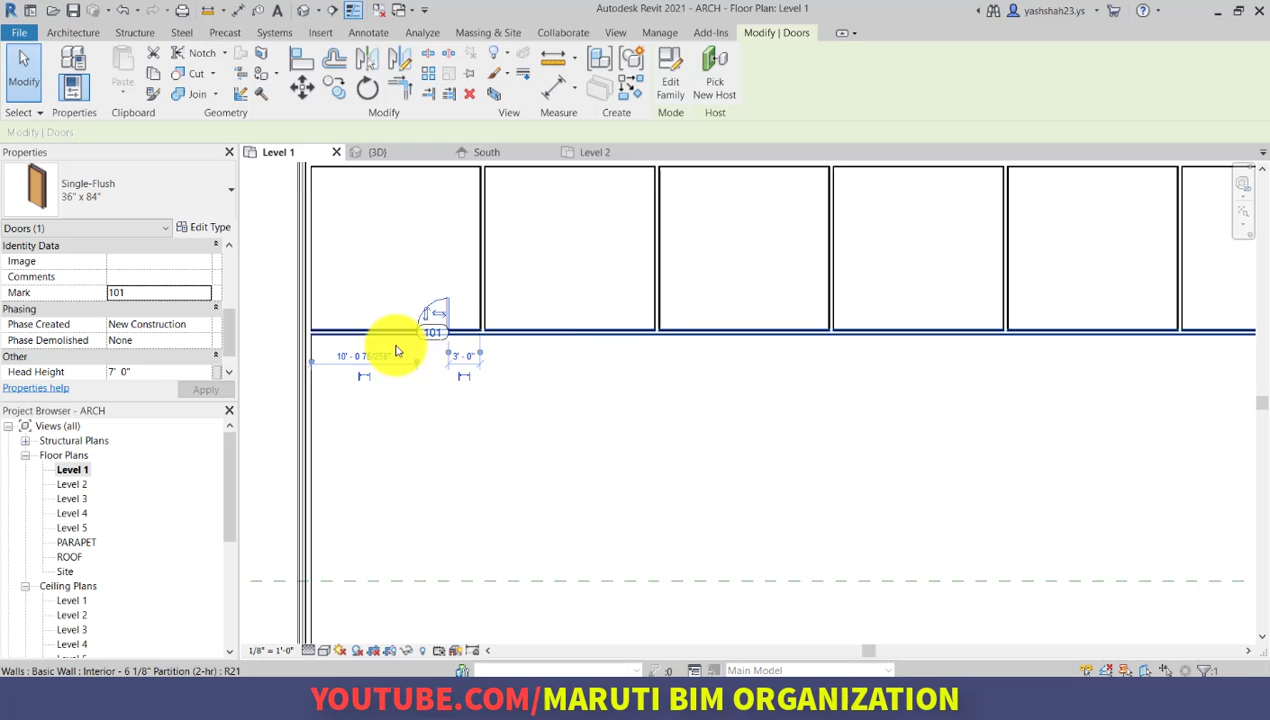 Autodesk Revit 2021 - ARCH - Floor Plan: Level 1
yashshah23.ys
File Architecture Structure Steel Precast Systems Insert Annotate Analyze Massing & Site Collaborate View Manage Add-Ins Modify | Doors
Modify
Properties
Paste
Notch
Cut
Join
Edit Family
Pick New Host
Select Properties Clipboard Geometry Modify View Measure Create Mode Host
Modify | Doors
Properties
Level 1 {3D} South Level 2
Single-Flush
36" x 84"
Doors (1) Edit Type
Identity Data
Image
Comments
Mark 101
Phasing
Phase Created New Construction
Phase Demolished None
Other
Head Height 7' 0"
Properties help Apply
101
3' - 0"
Project Browser - ARCH
Views (all)
Structural Plans
Floor Plans
Level 1
Level 2
Level 3
Level 4
Level 5
PARAPET
ROOF
Site
Ceiling Plans
Level 1
Level 2
Level 3
Level 4
1/8" = 1'-0"
Walls : Basic Wall : Interior - 6 1/8" Partition (2-hr) : R21
:0
Main Model
:1
YOUTUBE.COM/MARUTI BIM ORGANIZATION